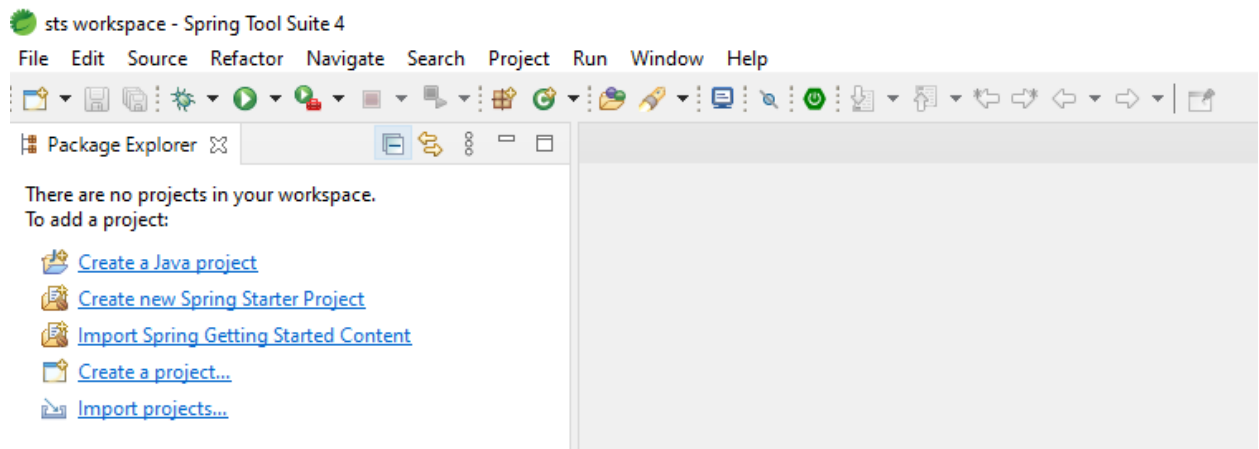 sts workspace - Spring Tool Suite 4
File Edit Source Refactor Navigate Search Project Run Window Help
Package Explorer
There are no projects in your workspace.
To add a project:
Create a Java project
Create new Spring Starter Project
Import Spring Getting Started Content
Create a project...
Import projects...